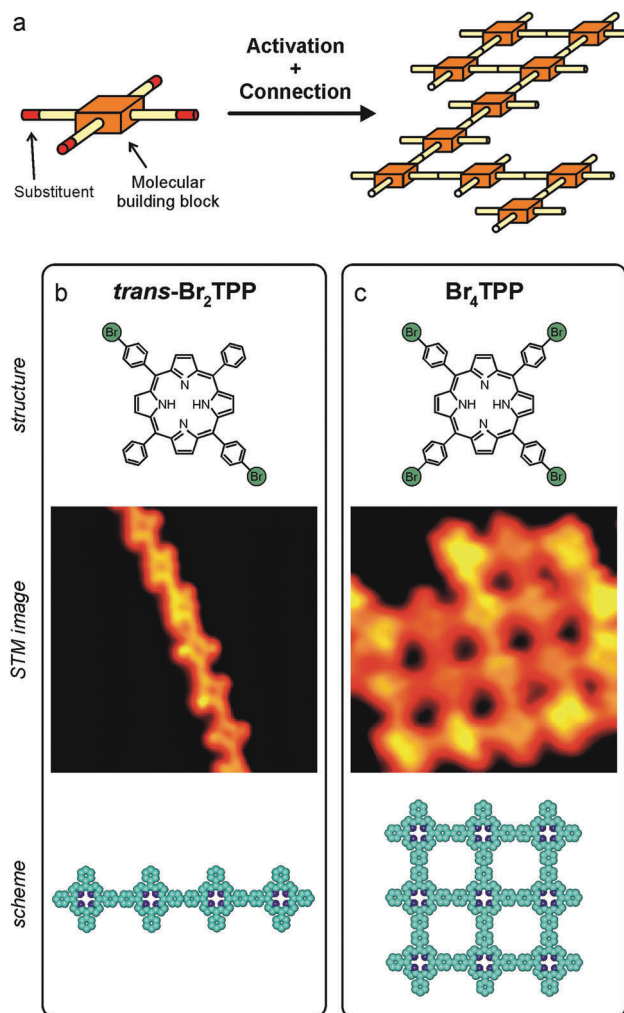 a
Activation
+
Connection
Substituent
Molecular
building block
b
trans-Br₂TPP
c
Br₄TPP
structure
Br
N
NH
HN
N
Br
Br
Br
N
NH
HN
N
Br
Br
STM image
scheme